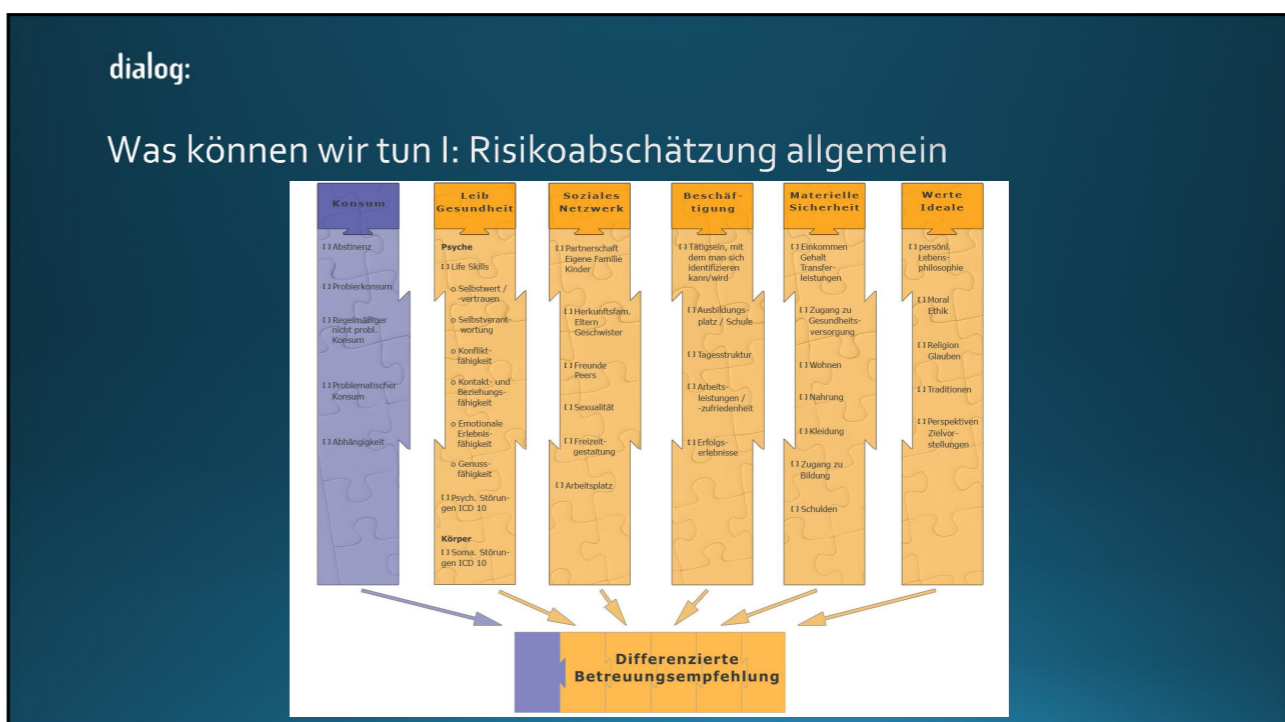 dialog:
Was können wir tun I: Risikoabschätzung allgemein
Konsum
[ ] Abstinenz
[ ] Probierkonsum
[ ] Regelmäßiger
nicht probl.
Konsum
[ ] Problematischer
Konsum
[ ] Abhängigkeit
Leib
Gesundheit
Psyche
[ ] Life Skills
o Selbstwert /
-vertrauen
o Selbstverant-
wortung
o Konflikt-
fähigkeit
o Kontakt- und
Beziehungs-
fähigkeit
o Emotionale
Erlebnis-
fähigkeit
o Genuss-
fähigkeit
[ ] Psych. Störun-
gen ICD 10
Körper
[ ] Soma. Störun-
gen ICD 10
Soziales
Netzwerk
[ ] Partnerschaft
Eigene Familie
Kinder
[ ] Herkunftsfam.
Eltern
Geschwister
[ ] Freunde
Peers
[ ] Sexualität
[ ] Freizeit-
gestaltung
[ ] Arbeitsplatz
Beschäf-
tigung
[ ] Tätigsein, mit
dem man sich
identifizieren
kann/wird
[ ] Ausbildungs-
platz / Schule
[ ] Tagesstruktur
[ ] Arbeits-
leistungen /
-zufriedenheit
[ ] Erfolgs-
erlebnisse
Materielle
Sicherheit
[ ] Einkommen
Gehalt
Transfer-
leistungen
[ ] Zugang zu
Gesundheits-
versorgung
[ ] Wohnen
[ ] Nahrung
[ ] Kleidung
[ ] Zugang zu
Bildung
[ ] Schulden
Werte
Ideale
[ ] persönl.
Lebens-
philosophie
[ ] Moral
Ethik
[ ] Religion
Glauben
[ ] Traditionen
[ ] Perspektiven
Zielvor-
stellungen
Differenzierte
Betreuungsempfehlung